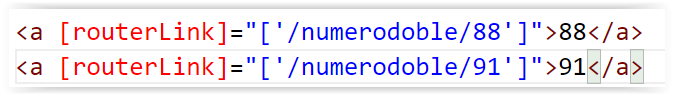 <a [routerLink]="['/numerodoble/88']">88</a>
<a [routerLink]="['/numerodoble/91']">91</a>